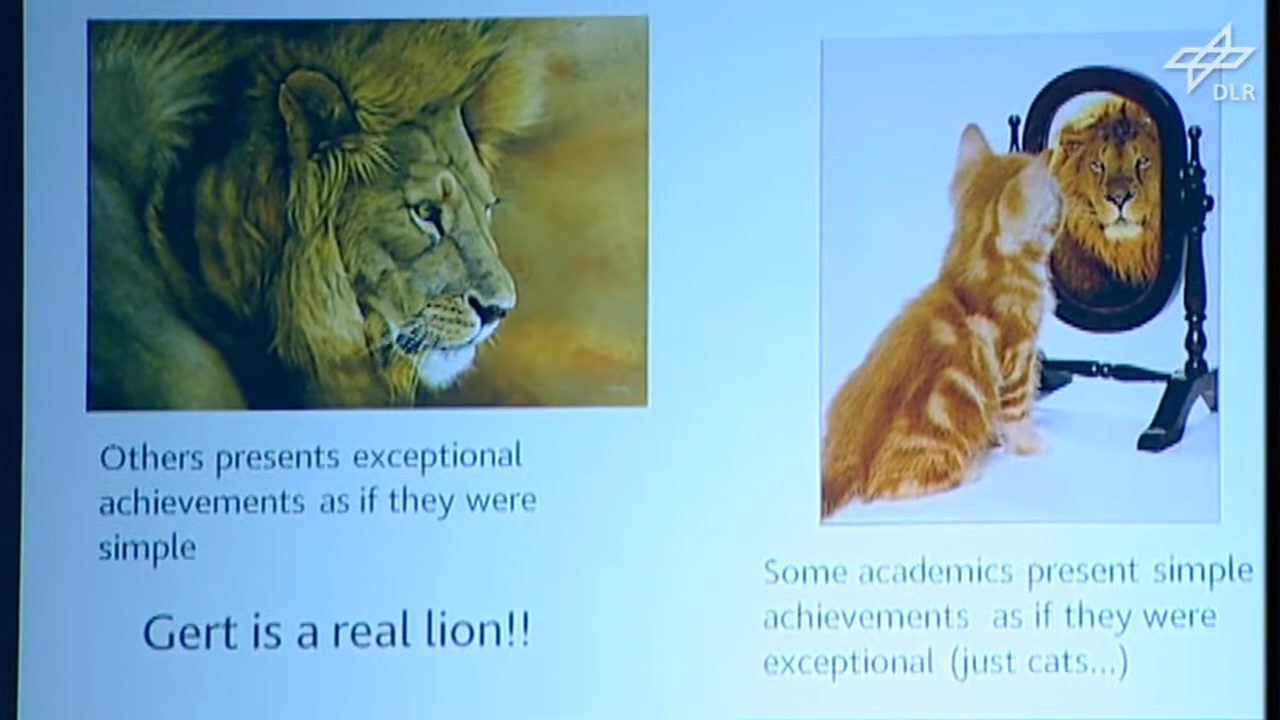 Others presents exceptional
achievements as if they were
simple
Gert is a real lion!!
Some academics present simple
achievements as if they were
exceptional (just cats...)
DLR